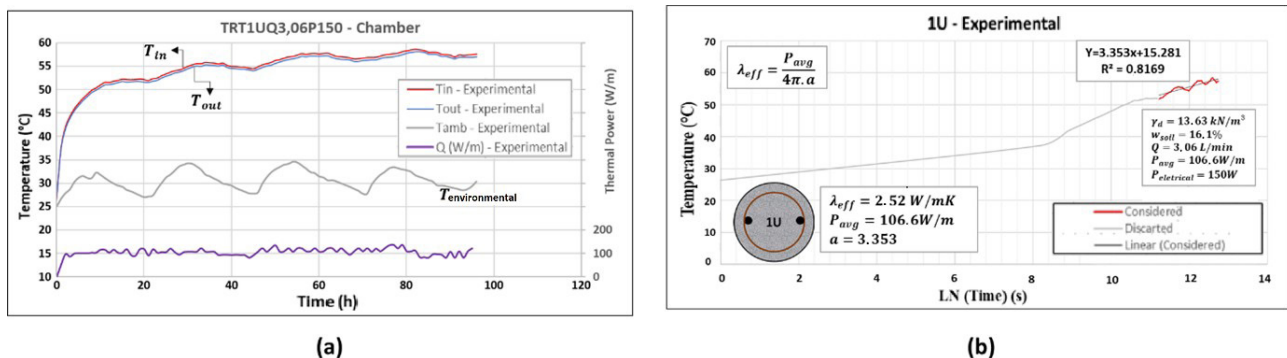 TRT1UQ3,06P150 - Chamber
60
55
50
45
40
35
30
25
20
15
10
Temperature (°C)
T_in
T_out
Tin - Experimental
Tout - Experimental
Tamb - Experimental
Q (W/m) - Experimental
T_environmental
200
100
0
Thermal Power (W/m)
0 20 40 60 80 100 120
Time (h)
(a)
1U - Experimental
70
60
50
40
30
20
10
0
Temperature (°C)
λ_eff = P_avg / 4π.a
Y=3.353x+15.281
R² = 0.8169
γ_d = 13.63 kN/m³
w_soil = 16.1%
Q = 3,06 L/min
P_avg = 106.6W/m
P_eletrical = 150W
1U
λ_eff = 2.52 W/mK
P_avg = 106.6W/m
a = 3.353
Considered
Discarted
Linear (Considered)
0 2 4 6 8 10 12 14
LN (Time) (s)
(b)